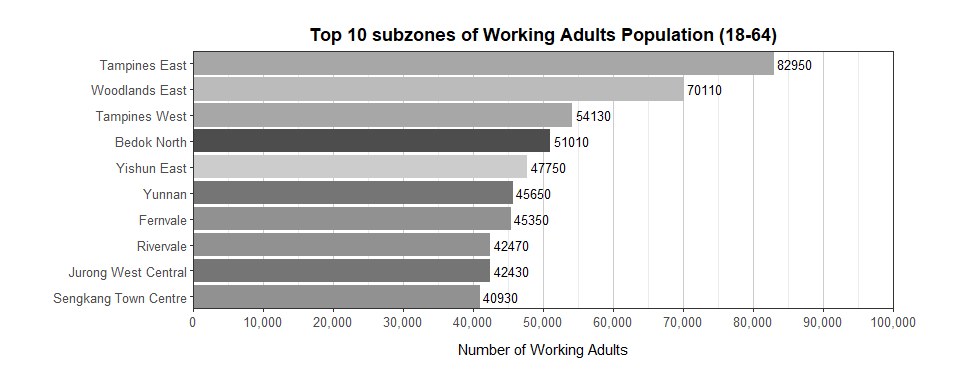 Top 10 subzones of Working Adults Population (18-64)
Tampines East 82950
Woodlands East 70110
Tampines West 54130
Bedok North 51010
Yishun East 47750
Yunnan 45650
Fernvale 45350
Rivervale 42470
Jurong West Central 42430
Sengkang Town Centre 40930
0 10,000 20,000 30,000 40,000 50,000 60,000 70,000 80,000 90,000 100,000
Number of Working Adults